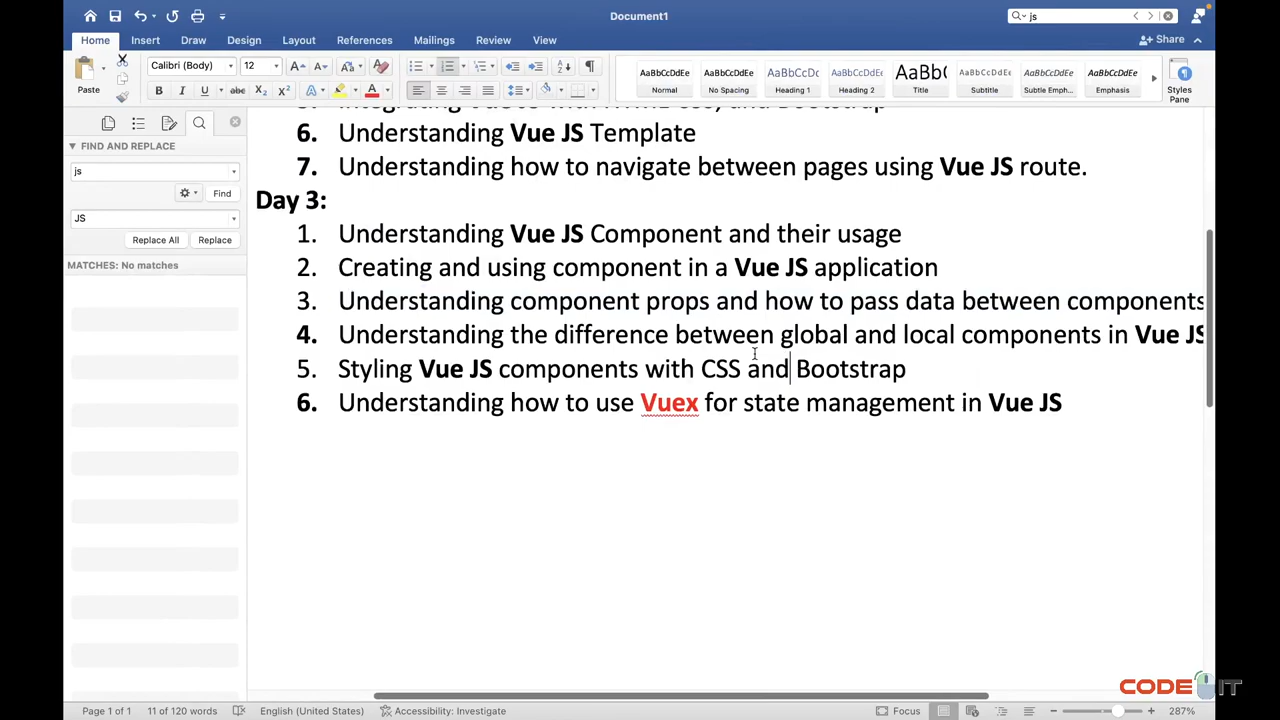 Document1
js
Home Insert Draw Design Layout References Mailings Review View
Share
Paste
Calibri (Body) 12
AaBbCcDdEe AaBbCcDdEe AaBbCcDc AaBbCcDdEe AaBbC AaBbCcDdEe AaBbCcDdEe AaBbCcDdEe
Normal No Spacing Heading 1 Heading 2 Title Subtitle Subtle Emph... Emphasis
Styles Pane
FIND AND REPLACE
js
Find
JS
Replace All Replace
MATCHES: No matches
6. Understanding Vue JS Template
7. Understanding how to navigate between pages using Vue JS route.
Day 3:
1. Understanding Vue JS Component and their usage
2. Creating and using component in a Vue JS application
3. Understanding component props and how to pass data between components
4. Understanding the difference between global and local components in Vue JS
5. Styling Vue JS components with CSS and Bootstrap
6. Understanding how to use Vuex for state management in Vue JS
CODE IT
Page 1 of 1 11 of 120 words English (United States) Accessibility: Investigate Focus 287%